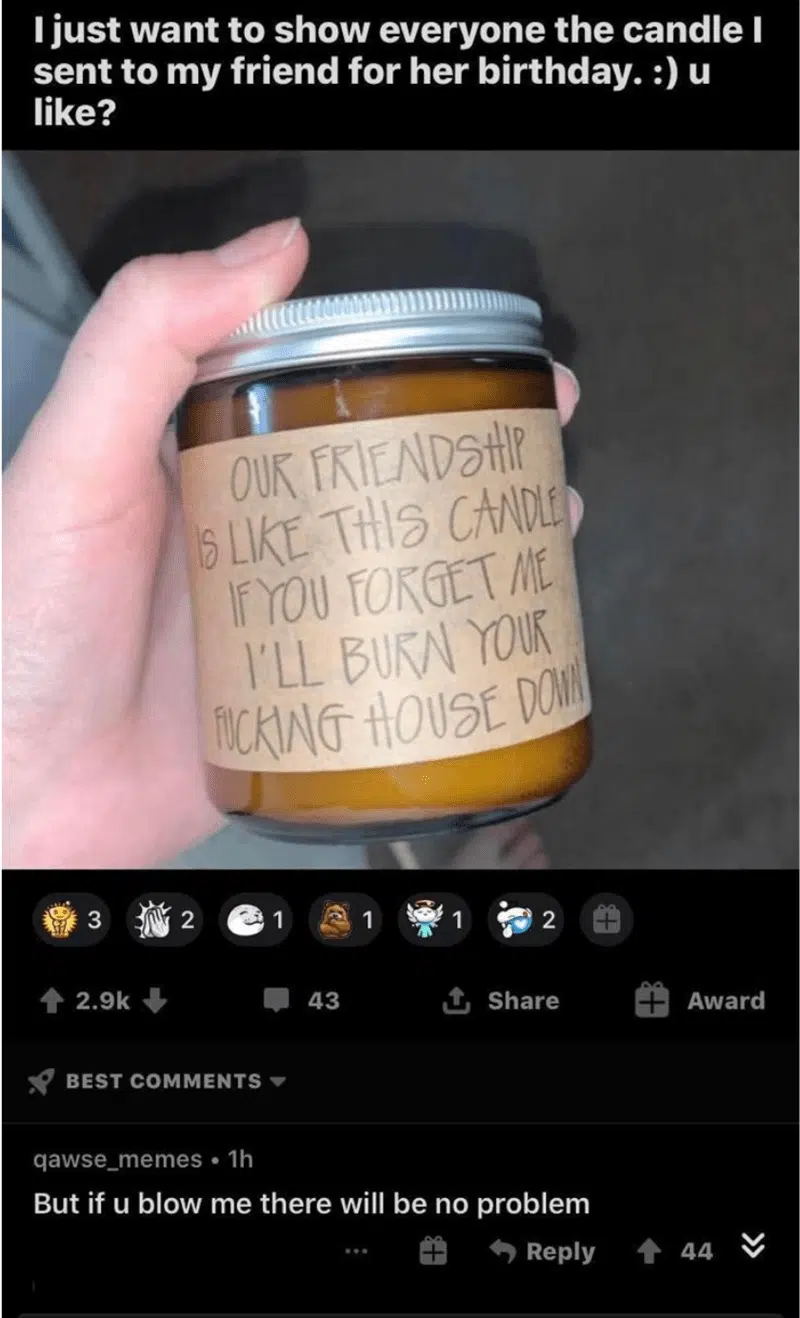 I just want to show everyone the candle I
sent to my friend for her birthday. :) u
like?
OUR FRIENDSHIP
IS LIKE THIS CANDLE
IF YOU FORGET ME
I'LL BURN YOUR
FUCKING HOUSE DOWN
3 2 1 1 1 2
2.9k 43 Share Award
BEST COMMENTS
qawse_memes • 1h
But if u blow me there will be no problem
... Reply 44